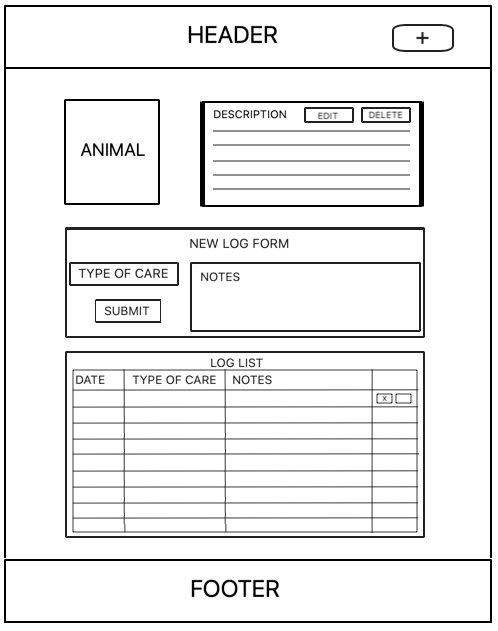 HEADER
+
ANIMAL
DESCRIPTION EDIT DELETE
NEW LOG FORM
TYPE OF CARE
NOTES
SUBMIT
LOG LIST
DATE TYPE OF CARE NOTES
x
FOOTER